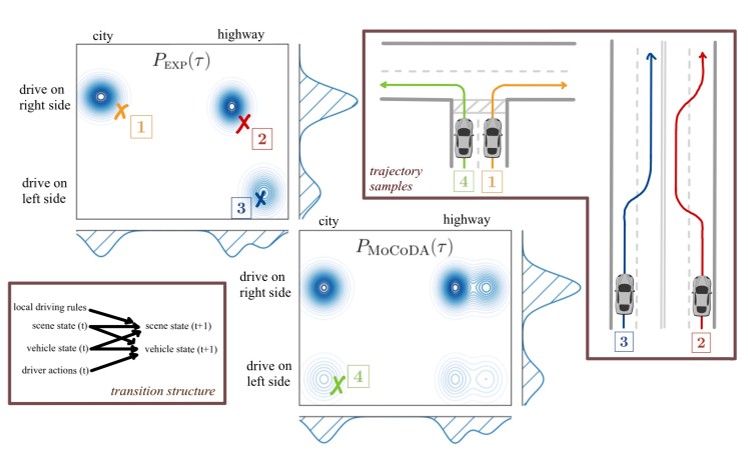 city
highway
P_EXP(τ)
drive on
right side
1
2
drive on
left side
3
trajectory
samples
4
1
3
2
city
highway
P_MoCoDA(τ)
drive on
right side
drive on
left side
4
local driving rules
scene state (t)
scene state (t+1)
vehicle state (t)
vehicle state (t+1)
driver actions (t)
transition structure